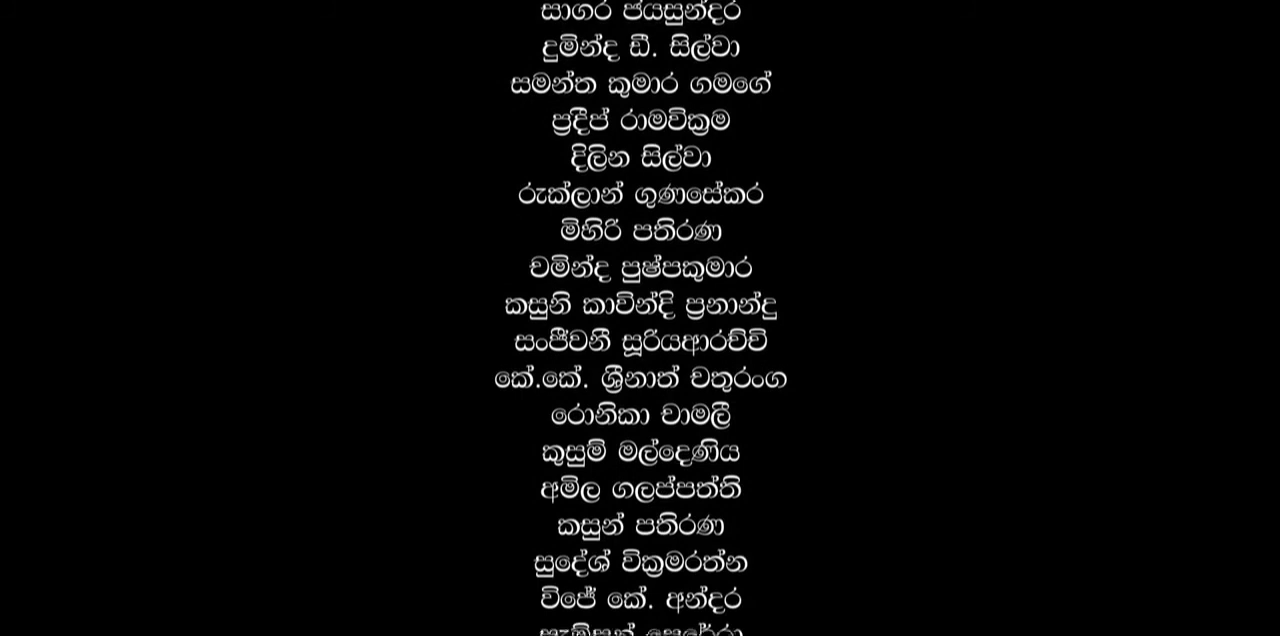 සාගර ජයසුන්දර
දුමින්ද ඩී. සිල්වා
සමන්ත කුමාර ගමගේ
ප්‍රදීප් රාමවික්‍රම
දිලින සිල්වා
රුක්ලාන් ගුණසේකර
මිහිරි පතිරණ
චමින්ද පුෂ්පකුමාර
කසුනි කාවින්දි ප්‍රනාන්දු
සංජීවනී සූරියආරච්චි
කේ.කේ. ශ්‍රීනාත් චතුරංග
රොනිකා චාමලී
කුසුම් මල්දෙණිය
අමිල ගලප්පත්ති
කසුන් පතිරණ
සුදේශ් වික්‍රමරත්න
විජේ කේ. අන්දර